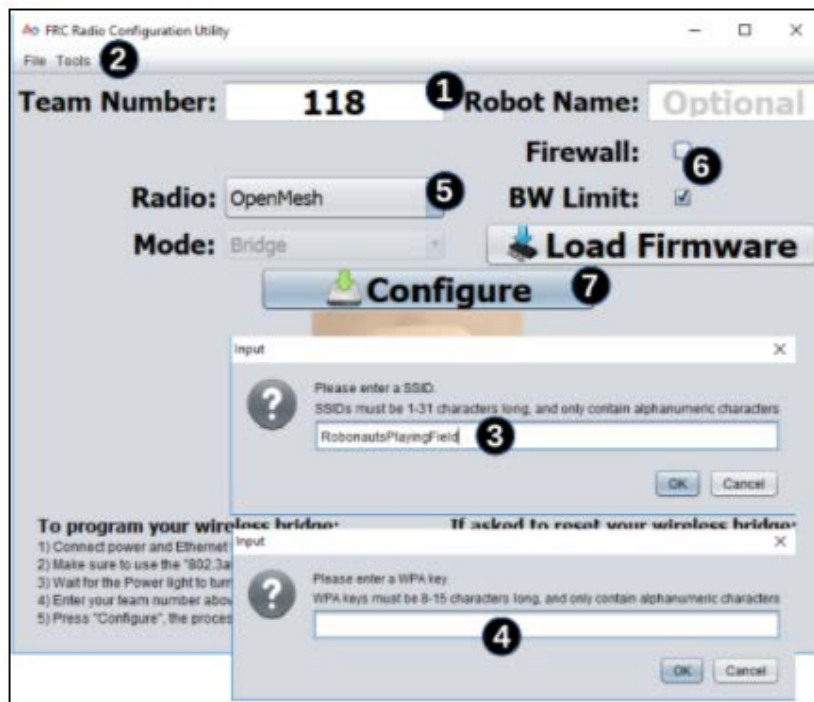 FRC Radio Configuration Utility
File Tools 2
Team Number: 118 1 Robot Name: Optional
Firewall: 6
Radio: OpenMesh 5 BW Limit:
Mode: Bridge Load Firmware
Configure 7
Input
Please enter a SSID.
SSIDs must be 1-31 characters long, and only contain alphanumeric characters
RobonautsPlayingField 3
OK Cancel
To program your wireless bridge: If asked to reset your wireless bridge:
1) Connect power and Ethernet
2) Make sure to use the "802.3a
3) Wait for the Power light to turn
4) Enter your team number abov
5) Press "Configure", the proces
Input
Please enter a WPA key.
WPA keys must be 8-15 characters long, and only contain alphanumeric characters
4
OK Cancel